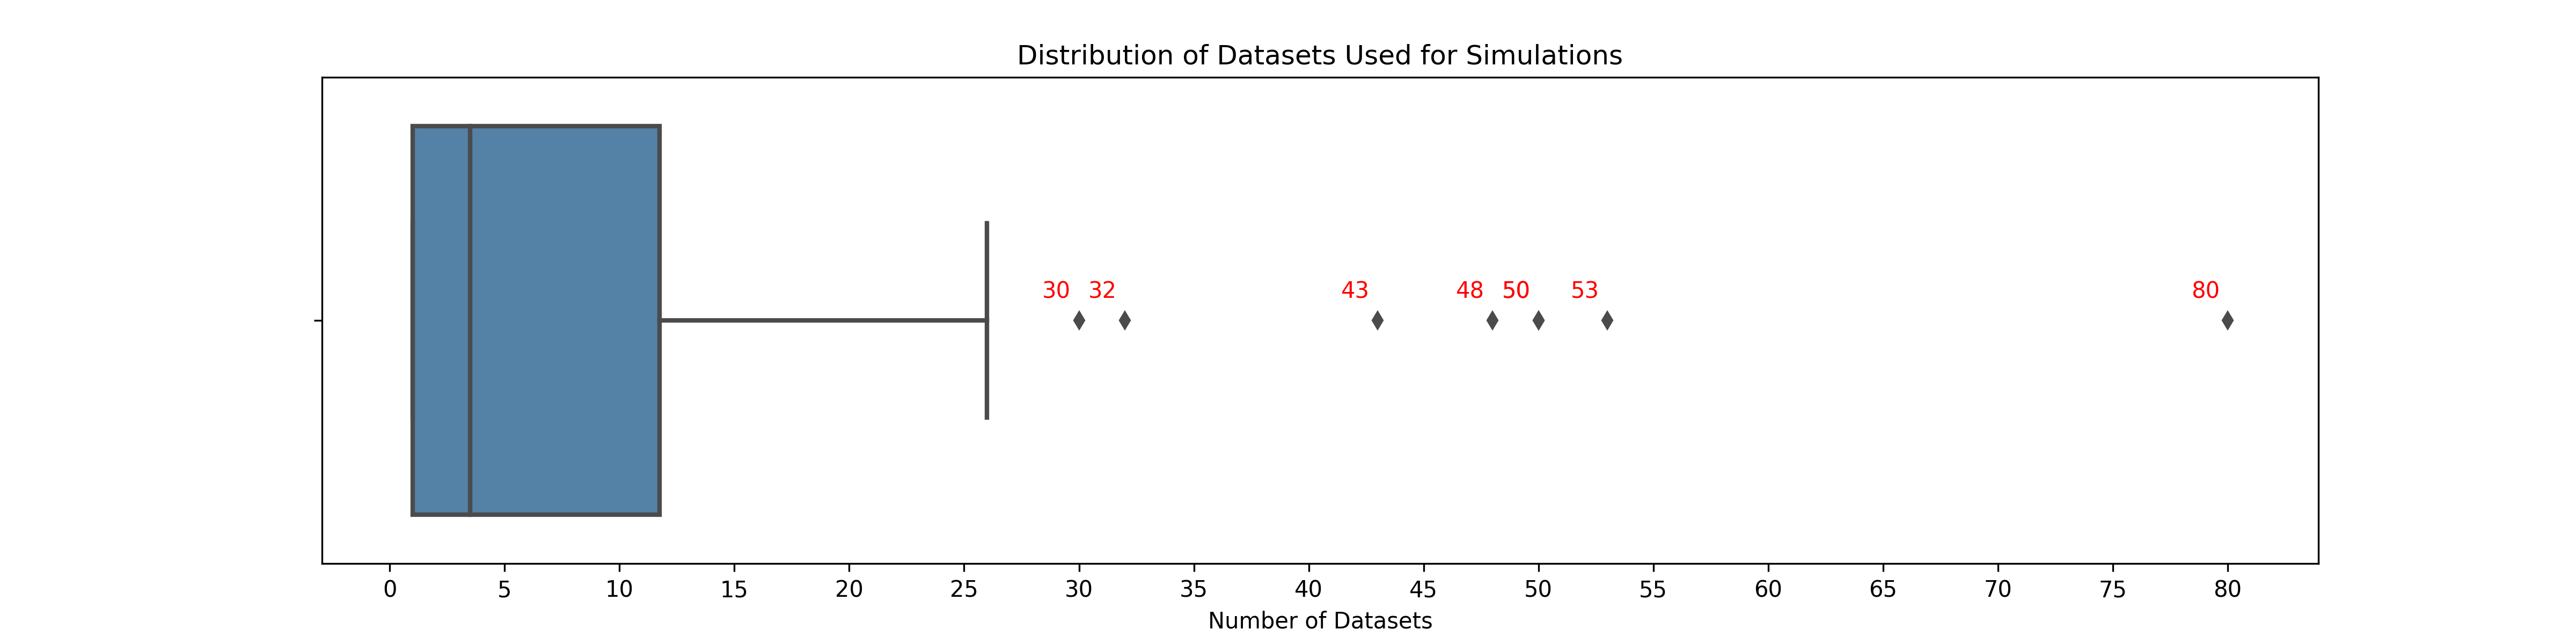 Distribution of Datasets Used for Simulations
30 32 43 48 50 53 80
0 5 10 15 20 25 30 35 40 45 50 55 60 65 70 75 80
Number of Datasets